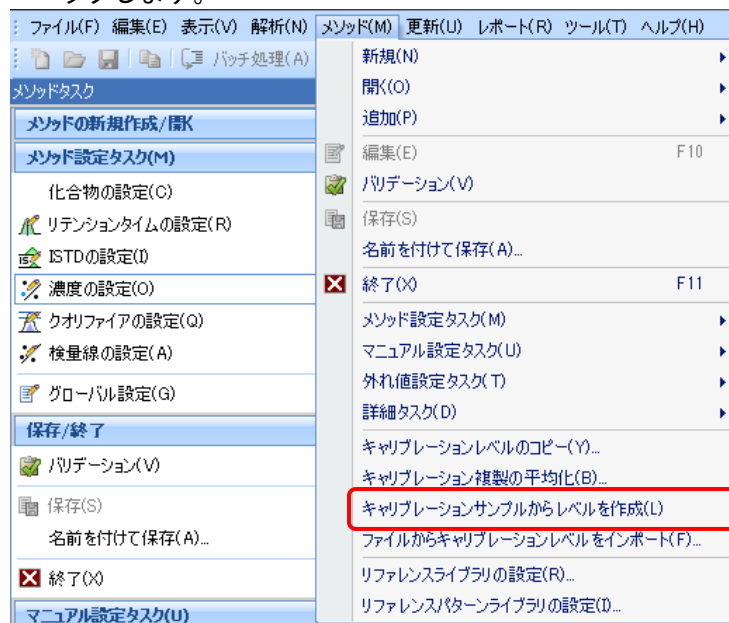 ックします。
ファイル(F) 編集(E) 表示(V) 解析(N) メソッド(M) 更新(U) レポート(R) ツール(T) ヘルプ(H)
バッチ処理(A)
メソッドタスク
メソッドの新規作成/開く
メソッド設定タスク(M)
化合物の設定(C)
リテンションタイムの設定(R)
ISTDの設定(I)
濃度の設定(O)
クオリファイアの設定(Q)
検量線の設定(A)
グローバル設定(G)
保存/終了
バリデーション(V)
保存(S)
名前を付けて保存(A)...
終了(X)
マニュアル設定タスク(U)
新規(N)
開く(O)
追加(P)
編集(E) F10
バリデーション(V)
保存(S)
名前を付けて保存(A)...
終了(X) F11
メソッド設定タスク(M)
マニュアル設定タスク(U)
外れ値設定タスク(T)
詳細タスク(D)
キャリブレーションレベルのコピー(Y)...
キャリブレーション複製の平均化(B)...
キャリブレーションサンプルからレベルを作成(L)
ファイルからキャリブレーションレベルをインポート(F)...
リファレンスライブラリの設定(R)...
リファレンスパターンライブラリの設定(I)...